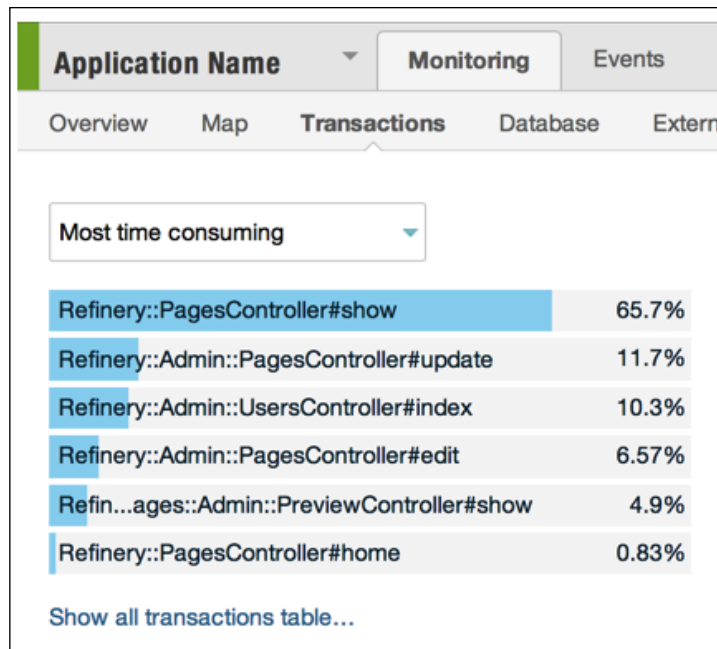 Application Name Monitoring Events
Overview Map Transactions Database Extern
Most time consuming
Refinery::PagesController#show 65.7%
Refinery::Admin::PagesController#update 11.7%
Refinery::Admin::UsersController#index 10.3%
Refinery::Admin::PagesController#edit 6.57%
Refin...ages::Admin::PreviewController#show 4.9%
Refinery::PagesController#home 0.83%
Show all transactions table...